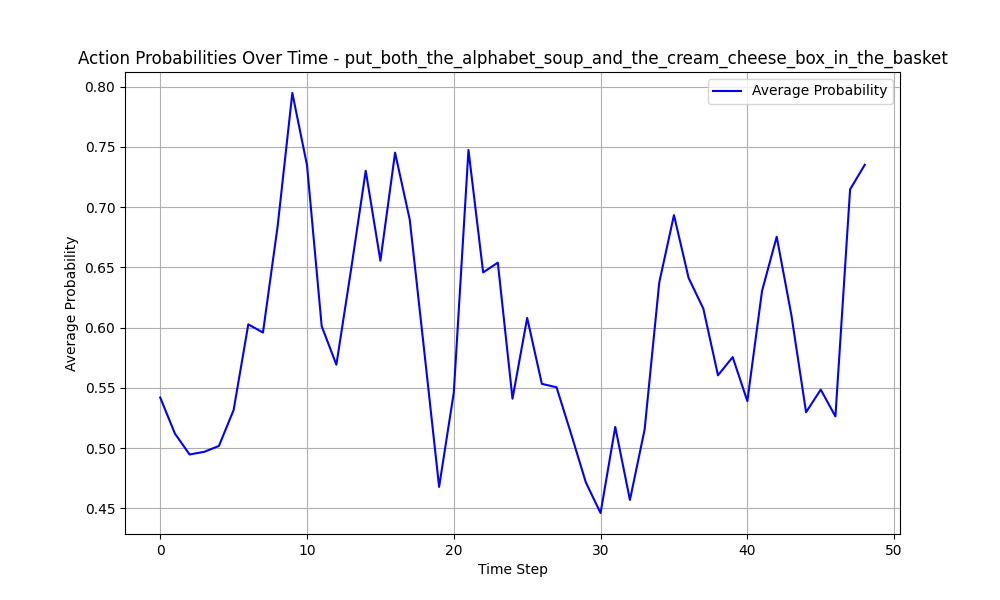 Action Probabilities Over Time - put_both_the_alphabet_soup_and_the_cream_cheese_box_in_the_basket
Average Probability
0.80
0.75
0.70
0.65
0.60
0.55
0.50
0.45
Average Probability
0 10 20 30 40 50
Time Step